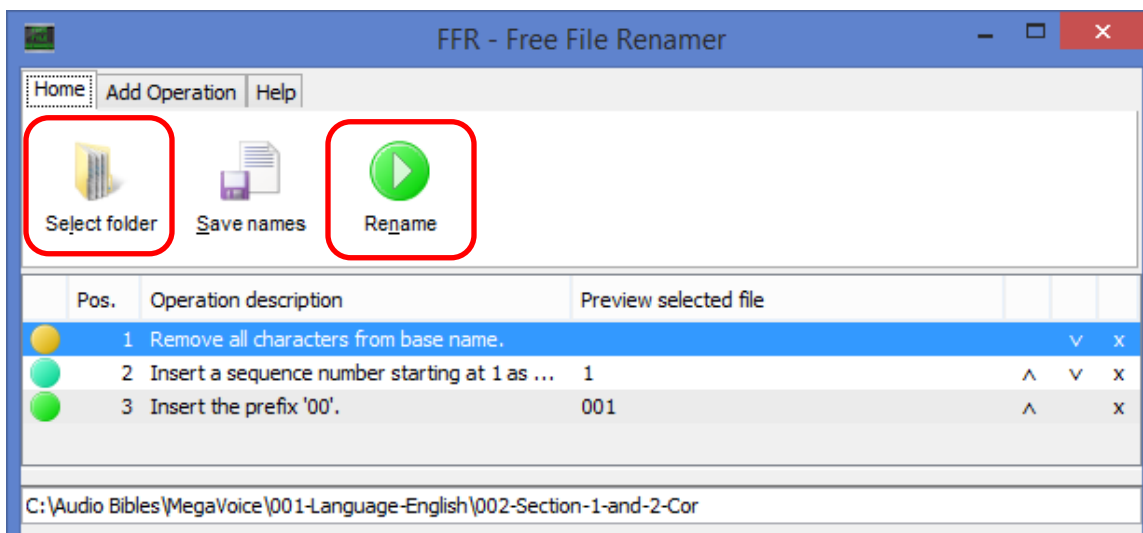 FFR - Free File Renamer
Home Add Operation Help
Select folder Save names Rename
Pos. Operation description Preview selected file
1 Remove all characters from base name. v x
2 Insert a sequence number starting at 1 as ... 1 ʌ v x
3 Insert the prefix '00'. 001 ʌ x
C:\Audio Bibles\MegaVoice\001-Language-English\002-Section-1-and-2-Cor